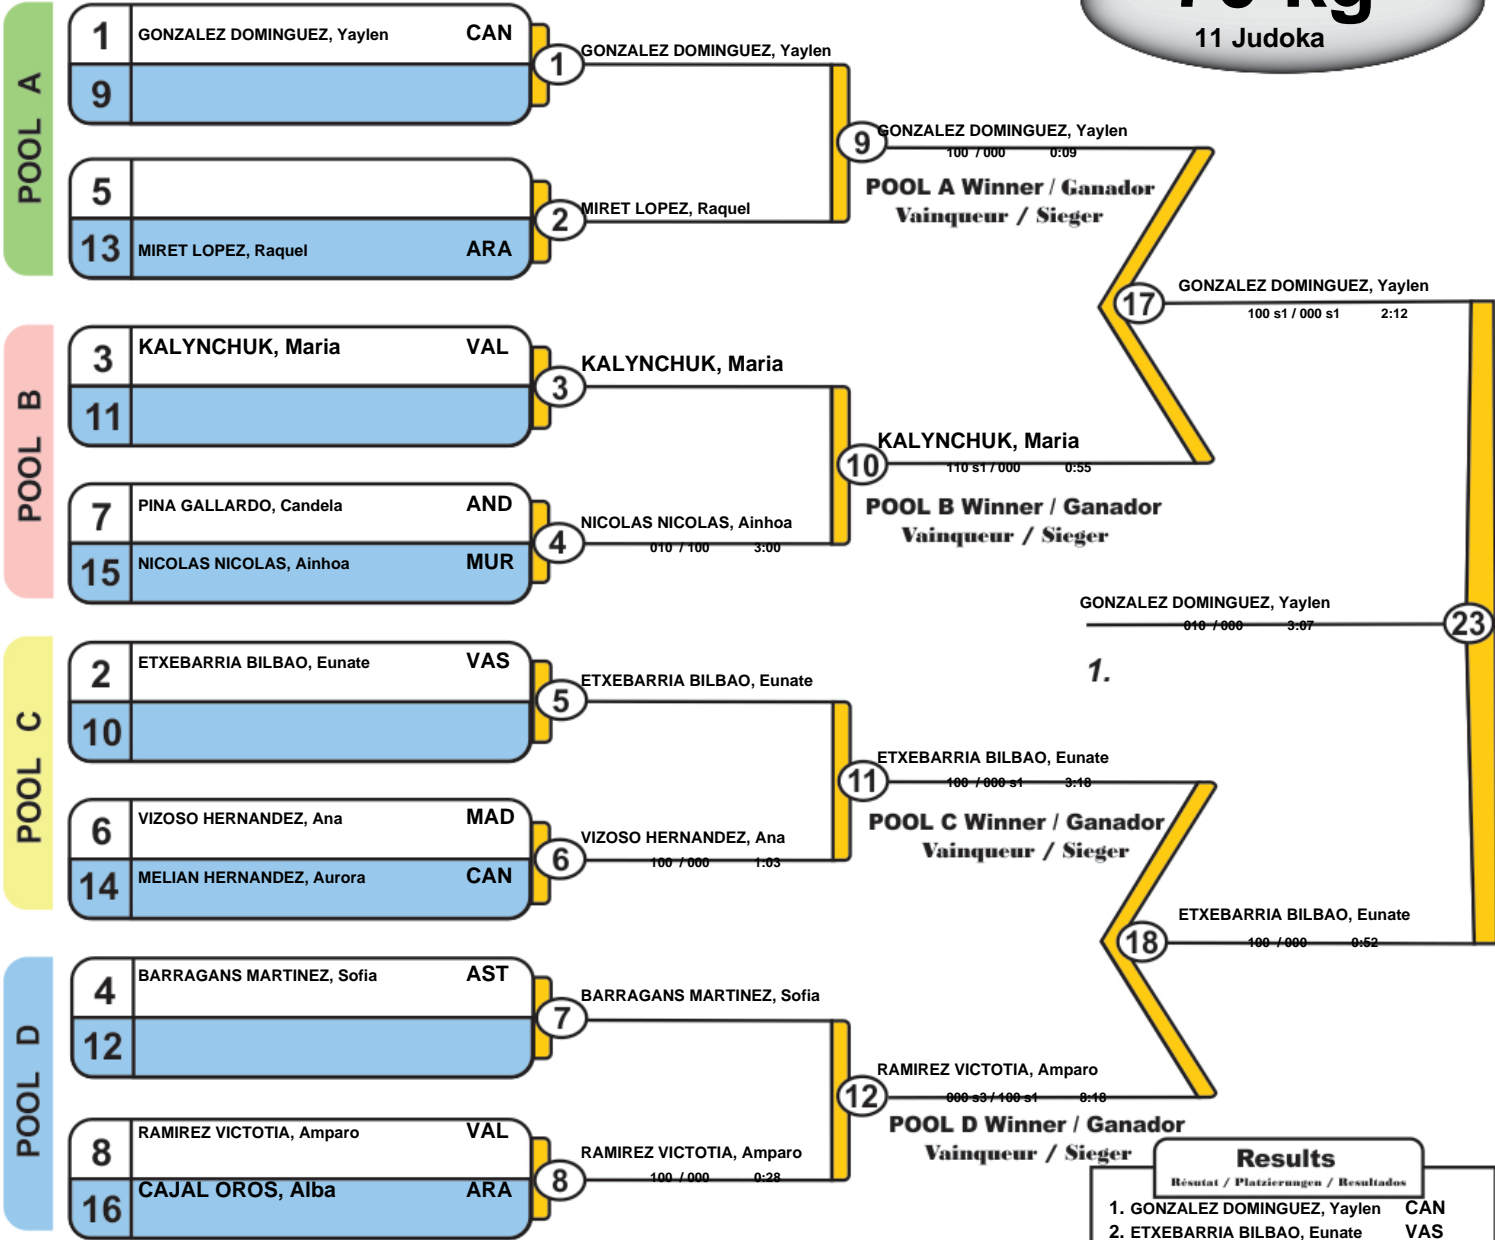 11 Judoka
POOL A
1 GONZALEZ DOMINGUEZ, Yaylen CAN
9
1 GONZALEZ DOMINGUEZ, Yaylen
5
13 MIRET LOPEZ, Raquel ARA
2 MIRET LOPEZ, Raquel
9 GONZALEZ DOMINGUEZ, Yaylen
100 / 000 0:09
POOL A Winner / Ganador
Vainqueur / Sieger
POOL B
3 KALYNCHUK, Maria VAL
11
3 KALYNCHUK, Maria
7 PINA GALLARDO, Candela AND
15 NICOLAS NICOLAS, Ainhoa MUR
4 NICOLAS NICOLAS, Ainhoa
010 / 100 3:00
10 KALYNCHUK, Maria
110 s1 / 000 0:55
POOL B Winner / Ganador
Vainqueur / Sieger
17 GONZALEZ DOMINGUEZ, Yaylen
100 s1 / 000 s1 2:12
GONZALEZ DOMINGUEZ, Yaylen
010 / 000 3:07
23
1.
POOL C
2 ETXEBARRIA BILBAO, Eunate VAS
10
5 ETXEBARRIA BILBAO, Eunate
6 VIZOSO HERNANDEZ, Ana MAD
14 MELIAN HERNANDEZ, Aurora CAN
6 VIZOSO HERNANDEZ, Ana
100 / 000 1:03
11 ETXEBARRIA BILBAO, Eunate
100 / 000 s1 3:18
POOL C Winner / Ganador
Vainqueur / Sieger
POOL D
4 BARRAGANS MARTINEZ, Sofia AST
12
7 BARRAGANS MARTINEZ, Sofia
8 RAMIREZ VICTOTIA, Amparo VAL
16 CAJAL OROS, Alba ARA
8 RAMIREZ VICTOTIA, Amparo
100 / 000 0:28
12 RAMIREZ VICTOTIA, Amparo
000 s3 / 100 s1 8:18
POOL D Winner / Ganador
Vainqueur / Sieger
18 ETXEBARRIA BILBAO, Eunate
100 / 000 0:52
Results
Résutat / Platzierungen / Resultados
1. GONZALEZ DOMINGUEZ, Yaylen CAN
2. ETXEBARRIA BILBAO, Eunate VAS